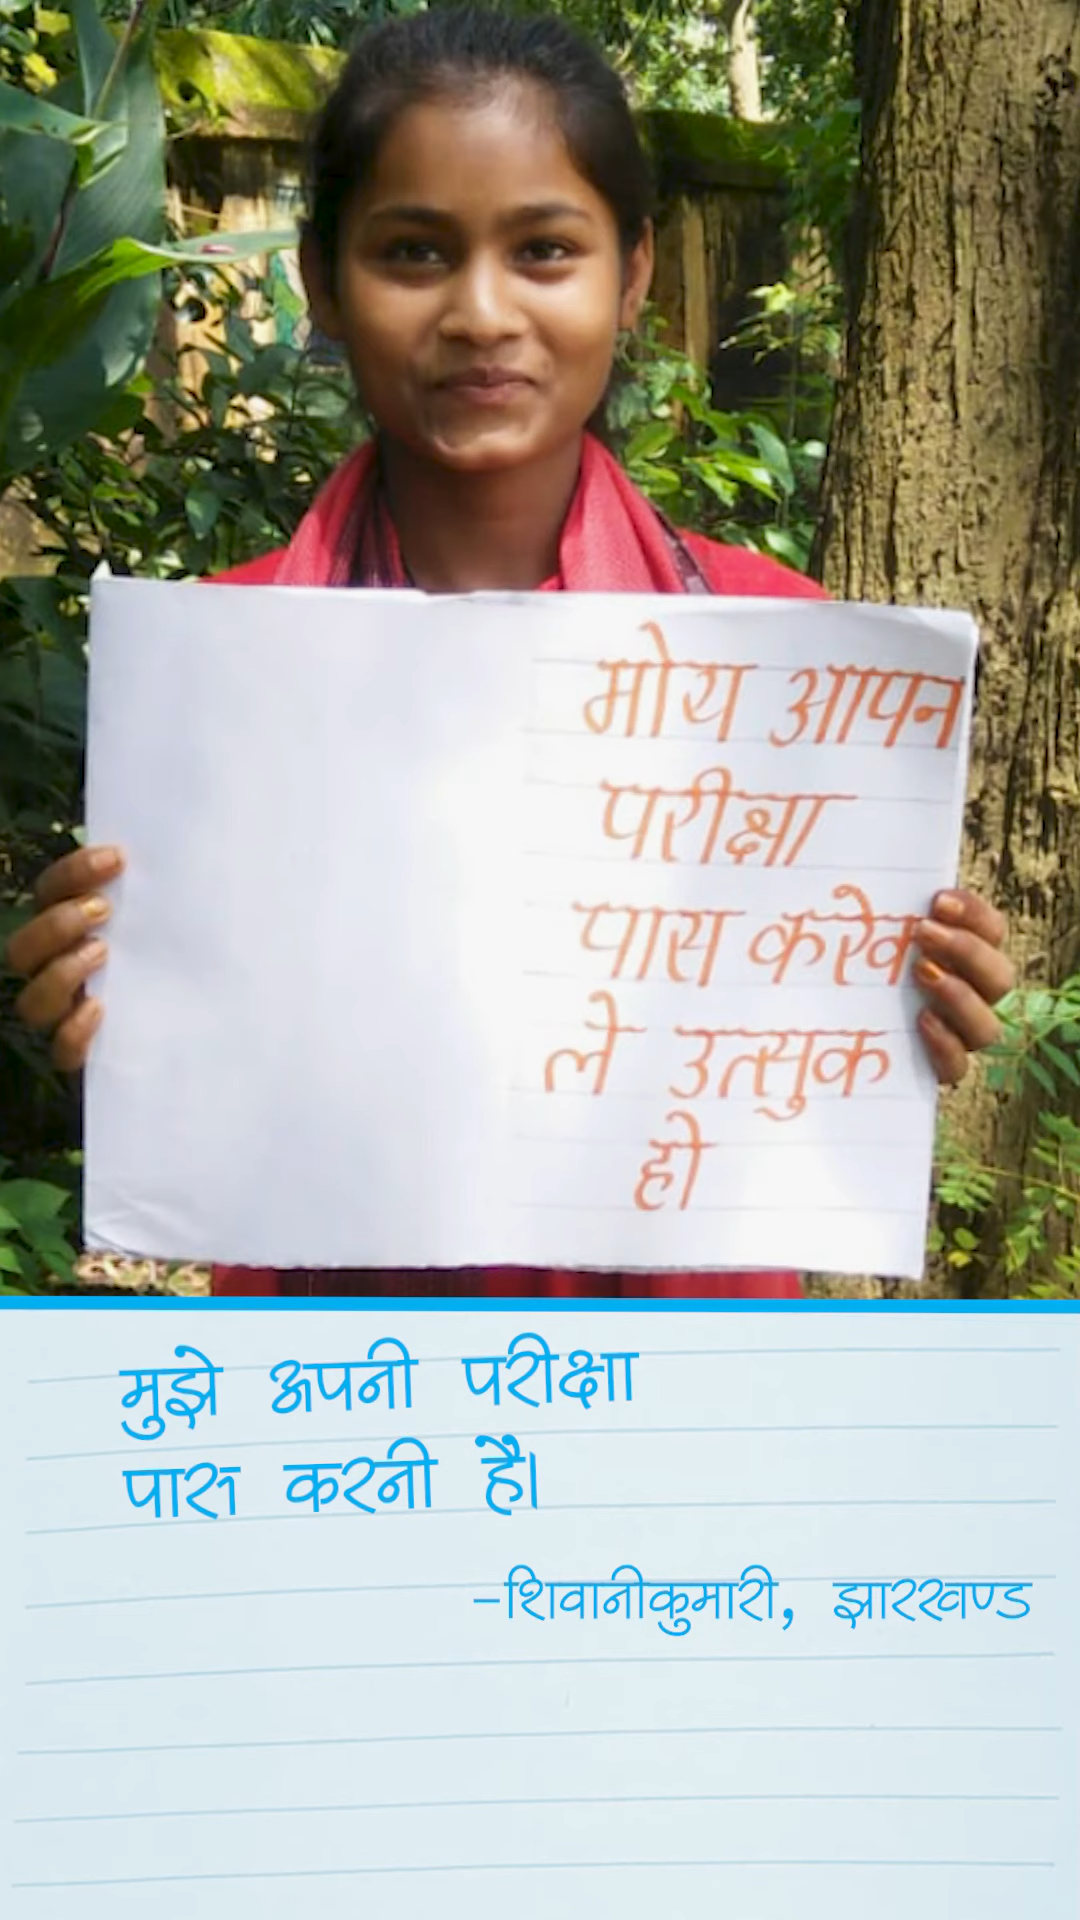 मोय आपन
परीक्षा
पास करेक
ले उत्सुक
हो
मुझे अपनी परीक्षा
पास करनी है।
–शिवानीकुमारी, झारखण्ड